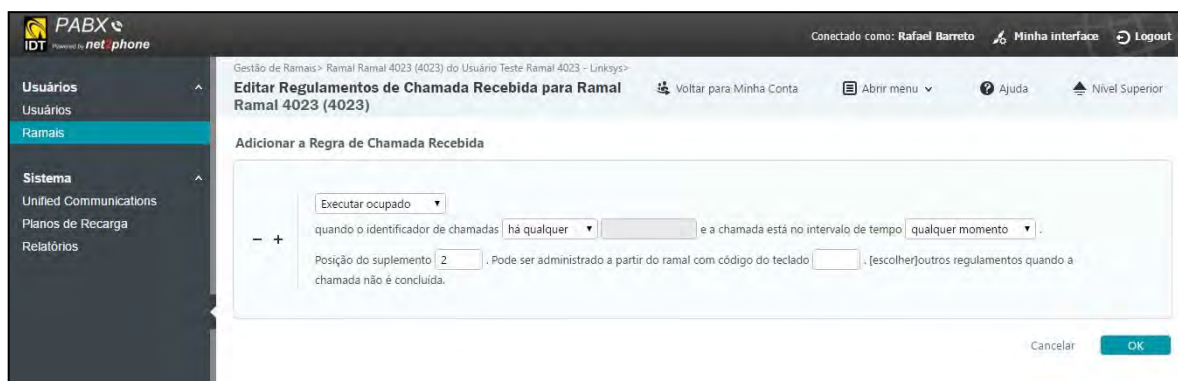 PABX
IDT Powered by net2phone
Conectado como: Rafael Barreto Minha interface Logout
Usuários
Usuários
Ramais
Sistema
Unified Communications
Planos de Recarga
Relatórios
Gestão de Ramais> Ramal Ramal 4023 (4023) do Usuário Teste Ramal 4023 - Linksys>
Editar Regulamentos de Chamada Recebida para Ramal
Ramal 4023 (4023)
Voltar para Minha Conta Abrir menu Ajuda Nível Superior
Adicionar a Regra de Chamada Recebida
Executar ocupado
quando o identificador de chamadas há qualquer e a chamada está no intervalo de tempo qualquer momento .
Posição do suplemento 2 . Pode ser administrado a partir do ramal com código do teclado . [escolher]outros regulamentos quando a
chamada não é concluída.
Cancelar OK